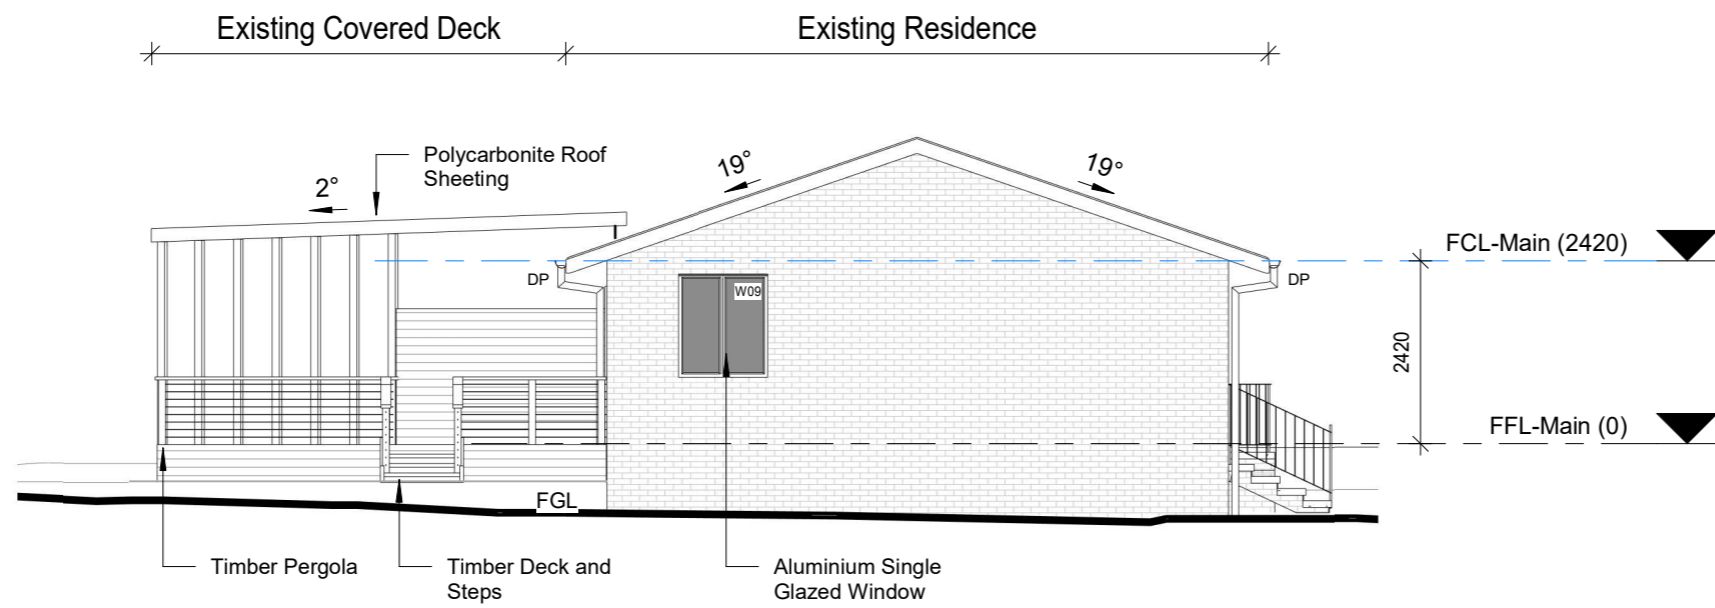 Existing Covered Deck
Existing Residence
Polycarbonite Roof
Sheeting
2°
19°
19°
FCL-Main (2420)
DP
DP
W09
2420
FFL-Main (0)
FGL
Timber Pergola
Timber Deck and
Steps
Aluminium Single
Glazed Window